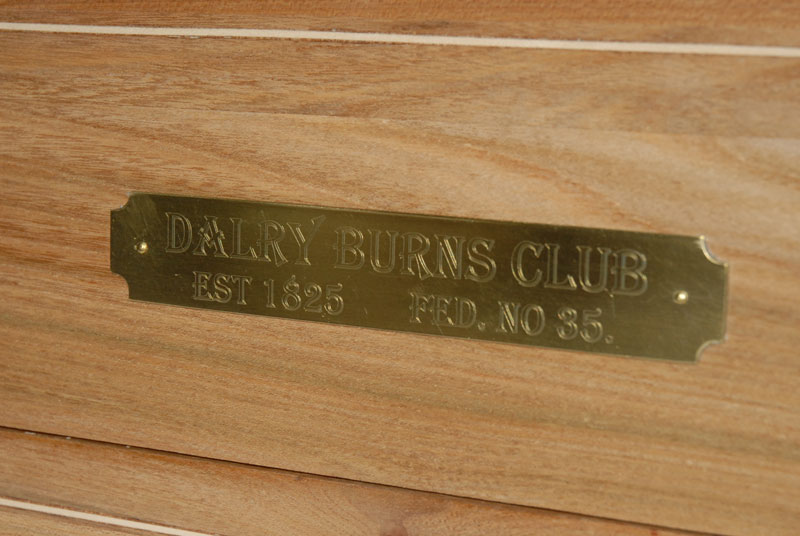 DALRY BURNS CLUB
EST 1825 FED. NO 35.